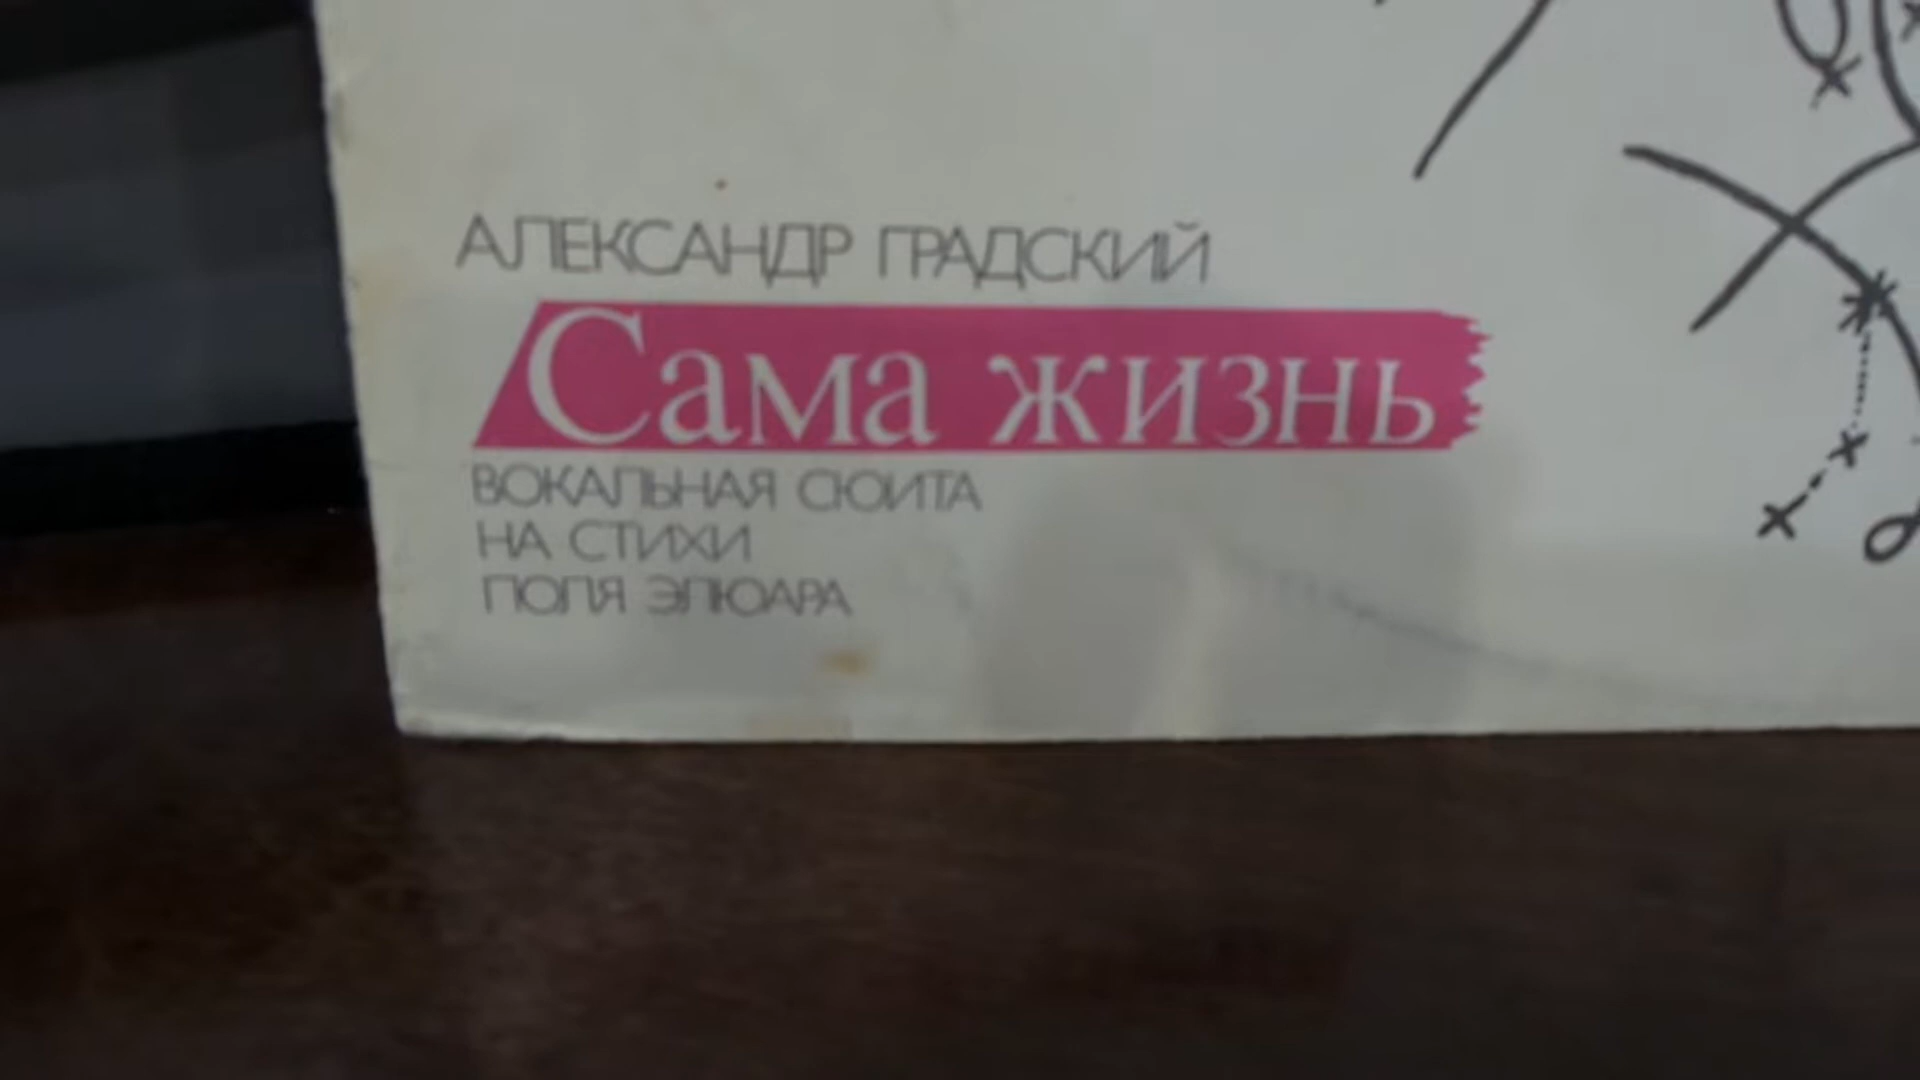 АЛЕКСАНДР ГРАДСКИЙ
Сама жизнь
ВОКАЛЬНАЯ СЮИТА
НА СТИХИ
ПОЛЯ ЭЛЮАРА